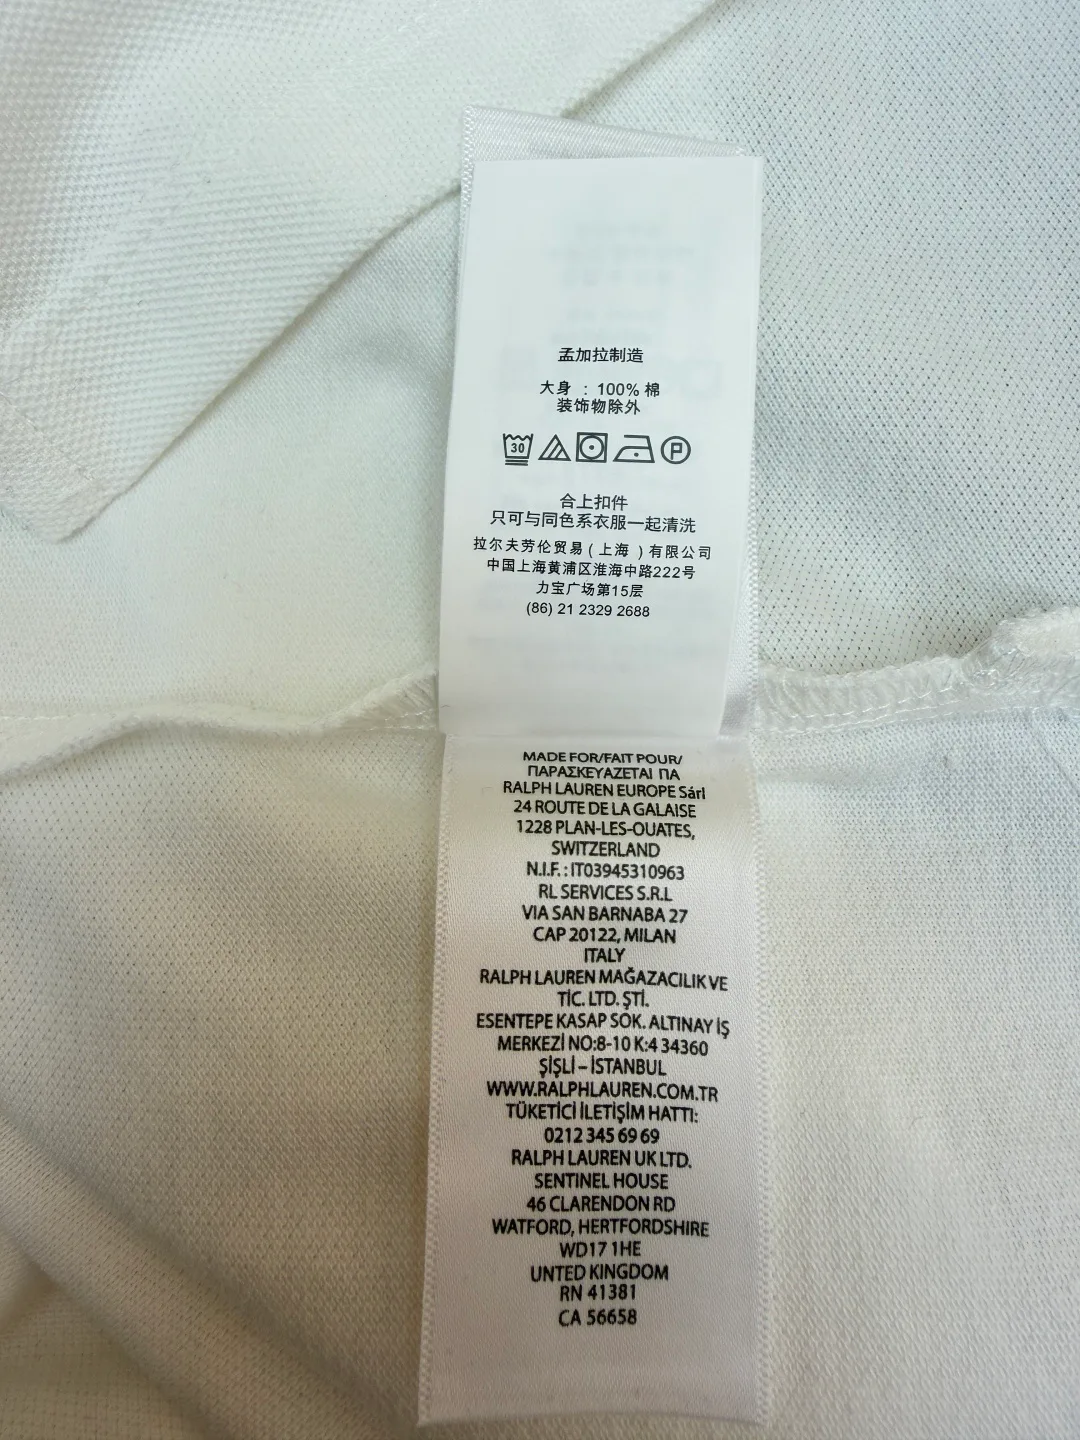 孟加拉制造
大身 : 100% 棉
装饰物除外
30
P
合上扣件
只可与同色系衣服一起清洗
拉尔夫劳伦贸易 ( 上海 ) 有限公司
中国上海黄浦区淮海中路222号
力宝广场第15层
(86) 21 2329 2688
MADE FOR/FAIT POUR/
ΠΑΡΑΣΚΕΥΑΖΕΤΑΙ ΠΑ
RALPH LAUREN EUROPE Sárl
24 ROUTE DE LA GALAISE
1228 PLAN-LES-OUATES,
SWITZERLAND
N.I.F.: IT03945310963
RL SERVICES S.R.L
VIA SAN BARNABA 27
CAP 20122, MILAN
ITALY
RALPH LAUREN MAĞAZACILIK VE
TİC. LTD. ŞTİ.
ESENTEPE KASAP SOK. ALTINAY İŞ
MERKEZİ NO:8-10 K:4 34360
ŞİŞLİ – İSTANBUL
WWW.RALPHLAUREN.COM.TR
TÜKETİCİ İLETİŞİM HATTI:
0212 345 69 69
RALPH LAUREN UK LTD.
SENTINEL HOUSE
46 CLARENDON RD
WATFORD, HERTFORDSHIRE
WD17 1HE
UNITED KINGDOM
RN 41381
CA 56658